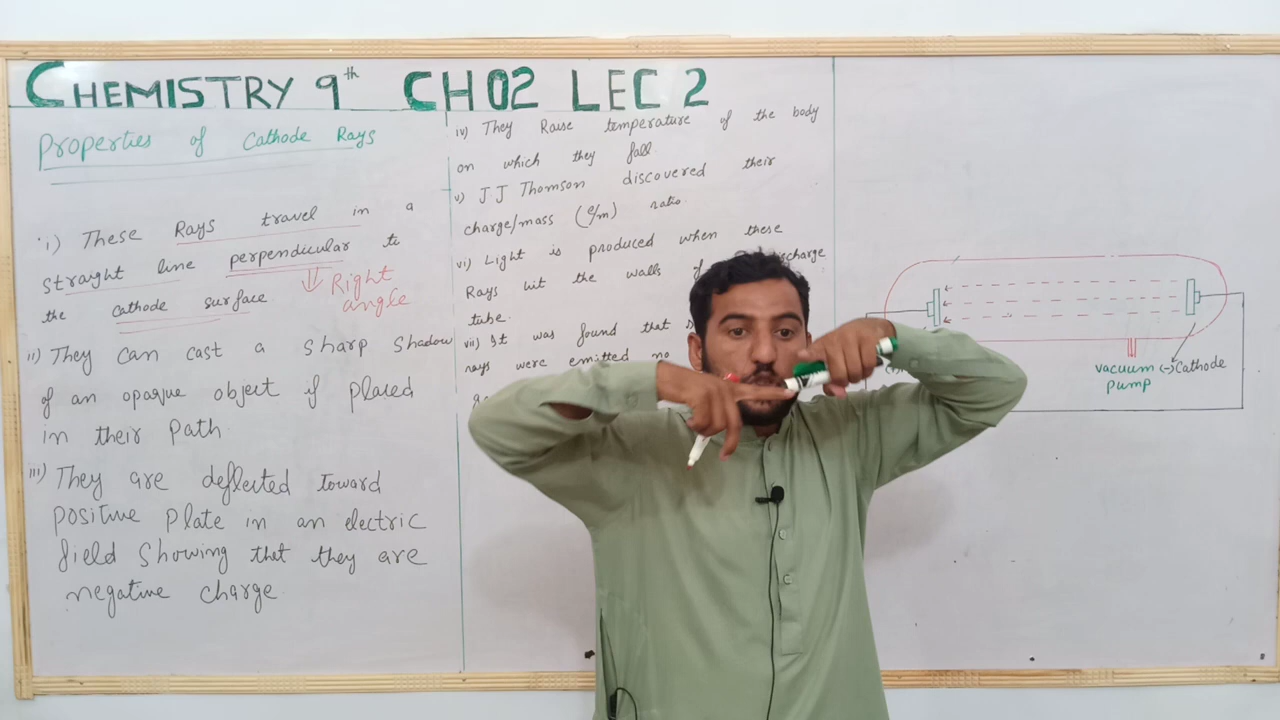 CHEMISTRY 9th CH02 LEC 2
Properties of Cathode Rays
i) These Rays travel in a
straight line perpendicular to
the cathode surface
Right
angle
ii) They can cast a sharp shadow
of an opaque object if placed
in their path
iii) They are deflected toward
positive plate in an electric
field showing that they are
negative charge
iv) They Raise temperature of the body
on which they fall
v) J J Thomson discovered their
charge/mass (e/m) ratio
vi) Light is produced when these
Rays hit the walls
tube.
vii) It was found that
rays were emitted no
vacuum
pump
(-) Cathode